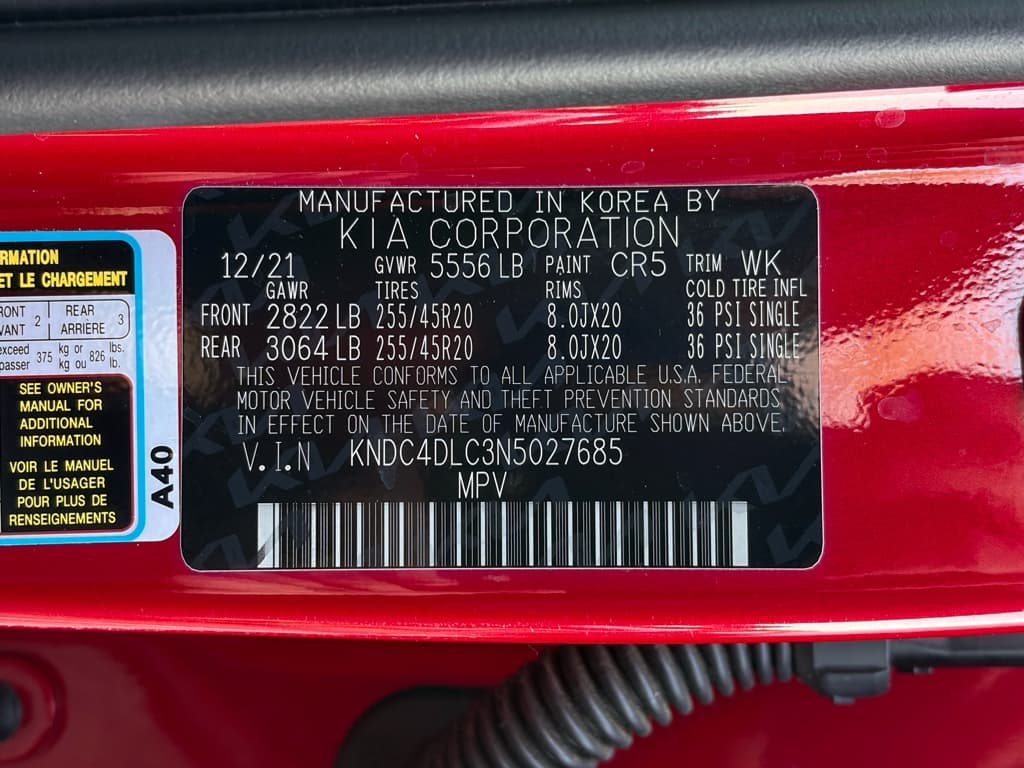 MANUFACTURED IN KOREA BY
KIA CORPORATION
12/21 GVWR 5556 LB PAINT CR5 TRIM WK
GAWR TIRES RIMS COLD TIRE INFL
FRONT 2822 LB 255/45R20 8.0JX20 36 PSI SINGLE
REAR 3064 LB 255/45R20 8.0JX20 36 PSI SINGLE
THIS VEHICLE CONFORMS TO ALL APPLICABLE U.S.A. FEDERAL
MOTOR VEHICLE SAFETY AND THEFT PREVENTION STANDARDS
IN EFFECT ON THE DATE OF MANUFACTURE SHOWN ABOVE.
V.I.N KNDC4DLC3N5027685
MPV
RMATION
ET LE CHARGEMENT
RONT 2 REAR 3
VANT ARRIÈRE
exceed 375 kg or 826 lbs.
passer kg ou lb.
SEE OWNER'S
MANUAL FOR
ADDITIONAL
INFORMATION
VOIR LE MANUEL
DE L'USAGER
POUR PLUS DE
RENSEIGNEMENTS
A40